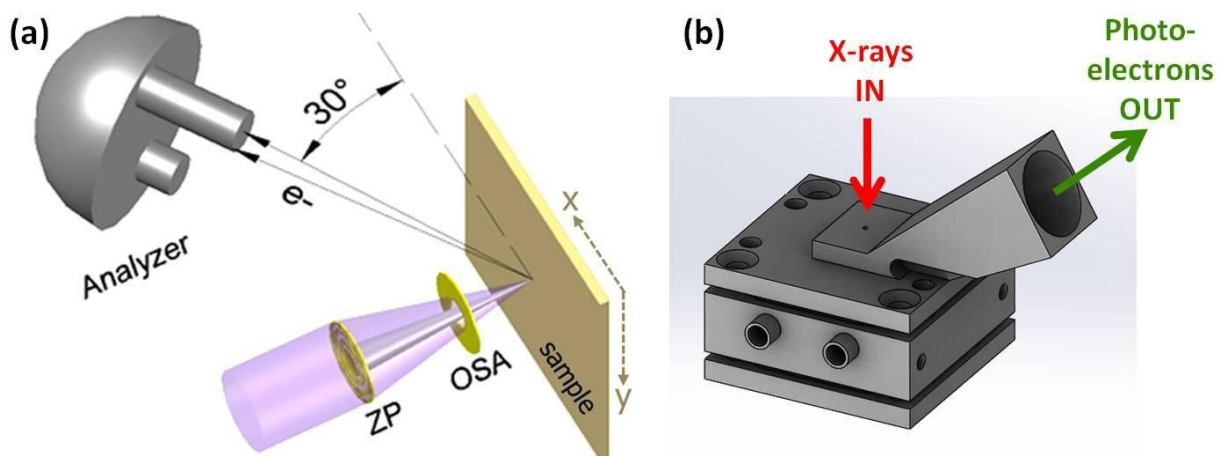 (a)
30°
e-
Analyzer
ZP
OSA
sample
x
y
(b)
X-rays
IN
Photo-
electrons
OUT